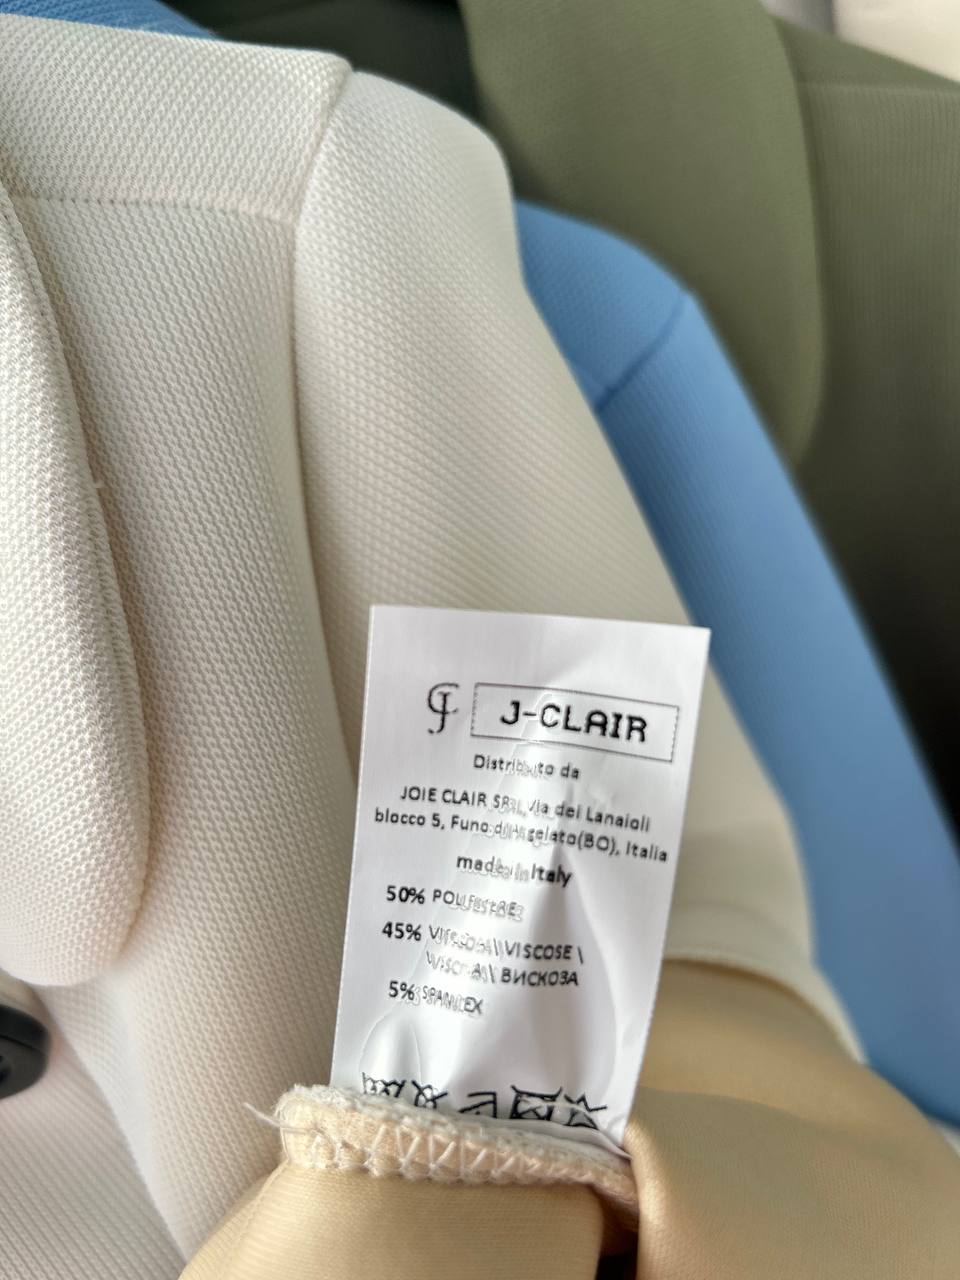 J-CLAIR
Distribuito da
JOIE CLAIR SRL, Via dei Lanaioli
blocco 5, Funo di Argelato(BO), Italia
made in Italy
50% POLIESTRE
45% VISCOSA \ VISCOSE \
VISCOSA \ ВИСКОЗА
5% SPANDEX